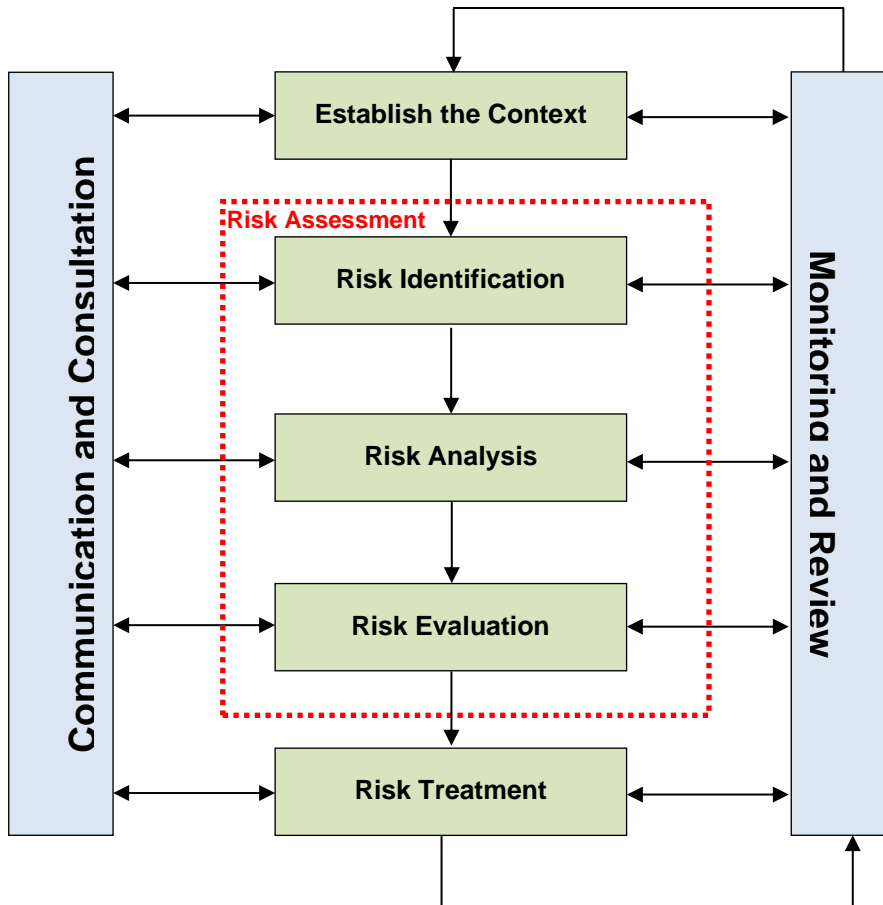 Establish the Context
Risk Assessment
Risk Identification
Risk Analysis
Risk Evaluation
Risk Treatment
Communication and Consultation
Monitoring and Review